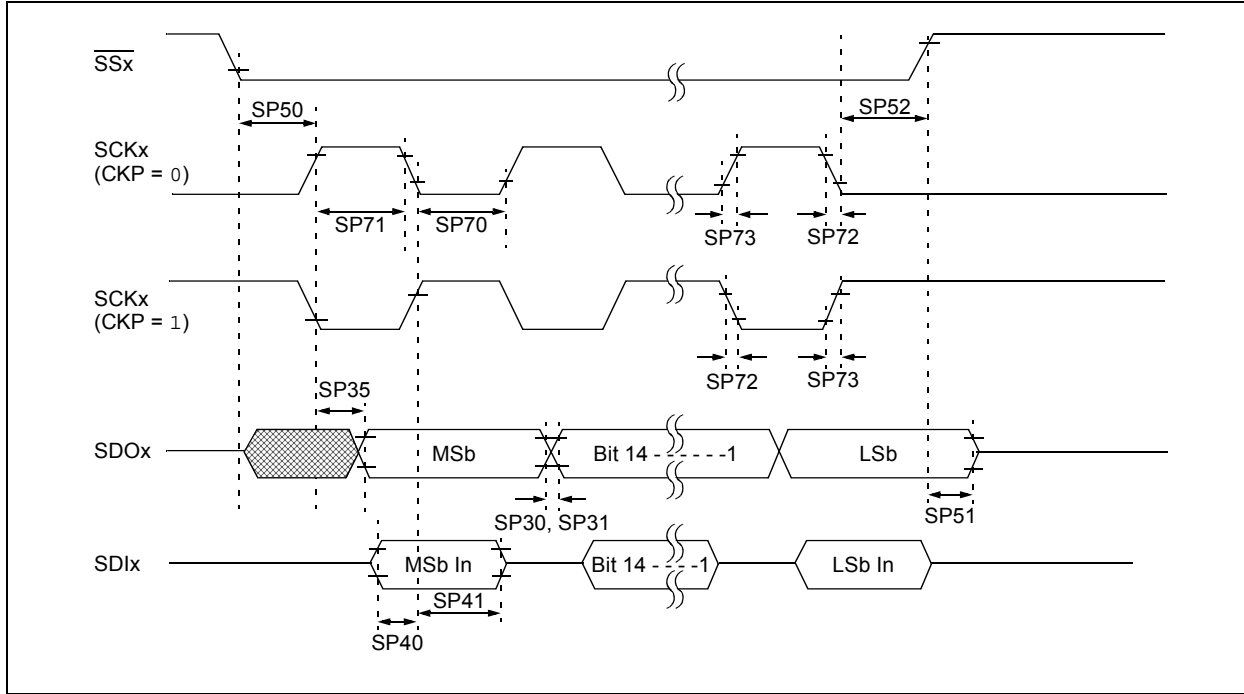 SSx
SP50
SP52
SCKx
(CKP = 0)
SP71
SP70
SP73
SP72
SCKx
(CKP = 1)
SP72
SP73
SP35
SDOx
MSb
Bit 14 - - - - - -1
LSb
SP30, SP31
SP51
SDIx
MSb In
Bit 14 - - - -1
LSb In
SP41
SP40